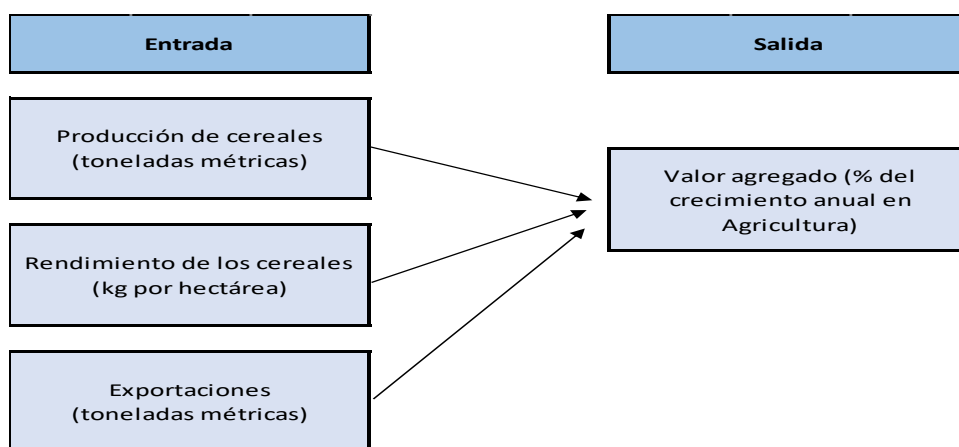 Entrada
Salida
Producción de cereales
(toneladas métricas)
Valor agregado (% del
crecimiento anual en
Agricultura)
Rendimiento de los cereales
(kg por hectárea)
Exportaciones
(toneladas métricas)